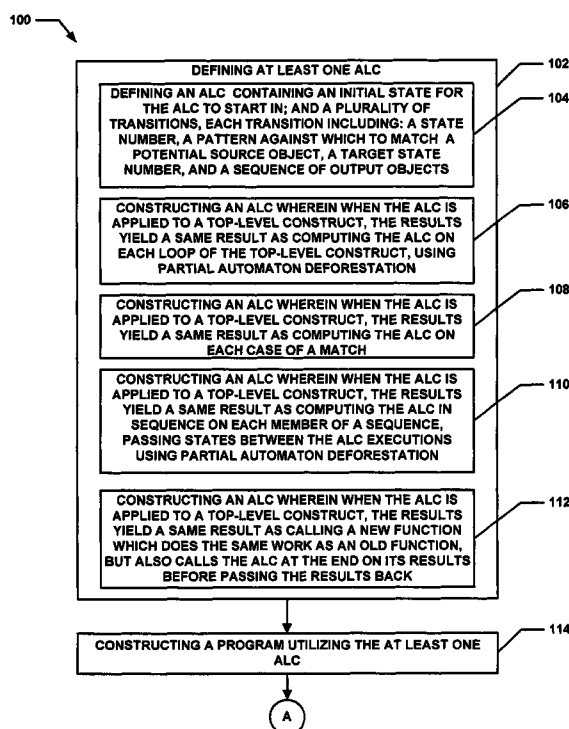 100
102
DEFINING AT LEAST ONE ALC
DEFINING AN ALC CONTAINING AN INITIAL STATE FOR
THE ALC TO START IN; AND A PLURALITY OF
TRANSITIONS, EACH TRANSITION INCLUDING: A STATE
NUMBER, A PATTERN AGAINST WHICH TO MATCH A
POTENTIAL SOURCE OBJECT, A TARGET STATE
NUMBER, AND A SEQUENCE OF OUTPUT OBJECTS
104
CONSTRUCTING AN ALC WHEREIN WHEN THE ALC IS
APPLIED TO A TOP-LEVEL CONSTRUCT, THE RESULTS
YIELD A SAME RESULT AS COMPUTING THE ALC ON
EACH LOOP OF THE TOP-LEVEL CONSTRUCT, USING
PARTIAL AUTOMATON DEFORESTATION
106
CONSTRUCTING AN ALC WHEREIN WHEN THE ALC IS
APPLIED TO A TOP-LEVEL CONSTRUCT, THE RESULTS
YIELD A SAME RESULT AS COMPUTING THE ALC ON
EACH CASE OF A MATCH
108
CONSTRUCTING AN ALC WHEREIN WHEN THE ALC IS
APPLIED TO A TOP-LEVEL CONSTRUCT, THE RESULTS
YIELD A SAME RESULT AS COMPUTING THE ALC IN
SEQUENCE ON EACH MEMBER OF A SEQUENCE,
PASSING STATES BETWEEN THE ALC EXECUTIONS
USING PARTIAL AUTOMATON DEFORESTATION
110
CONSTRUCTING AN ALC WHEREIN WHEN THE ALC IS
APPLIED TO A TOP-LEVEL CONSTRUCT, THE RESULTS
YIELD A SAME RESULT AS CALLING A NEW FUNCTION
WHICH DOES THE SAME WORK AS AN OLD FUNCTION,
BUT ALSO CALLS THE ALC AT THE END ON ITS RESULTS
BEFORE PASSING THE RESULTS BACK
112
CONSTRUCTING A PROGRAM UTILIZING THE AT LEAST ONE
ALC
114
A